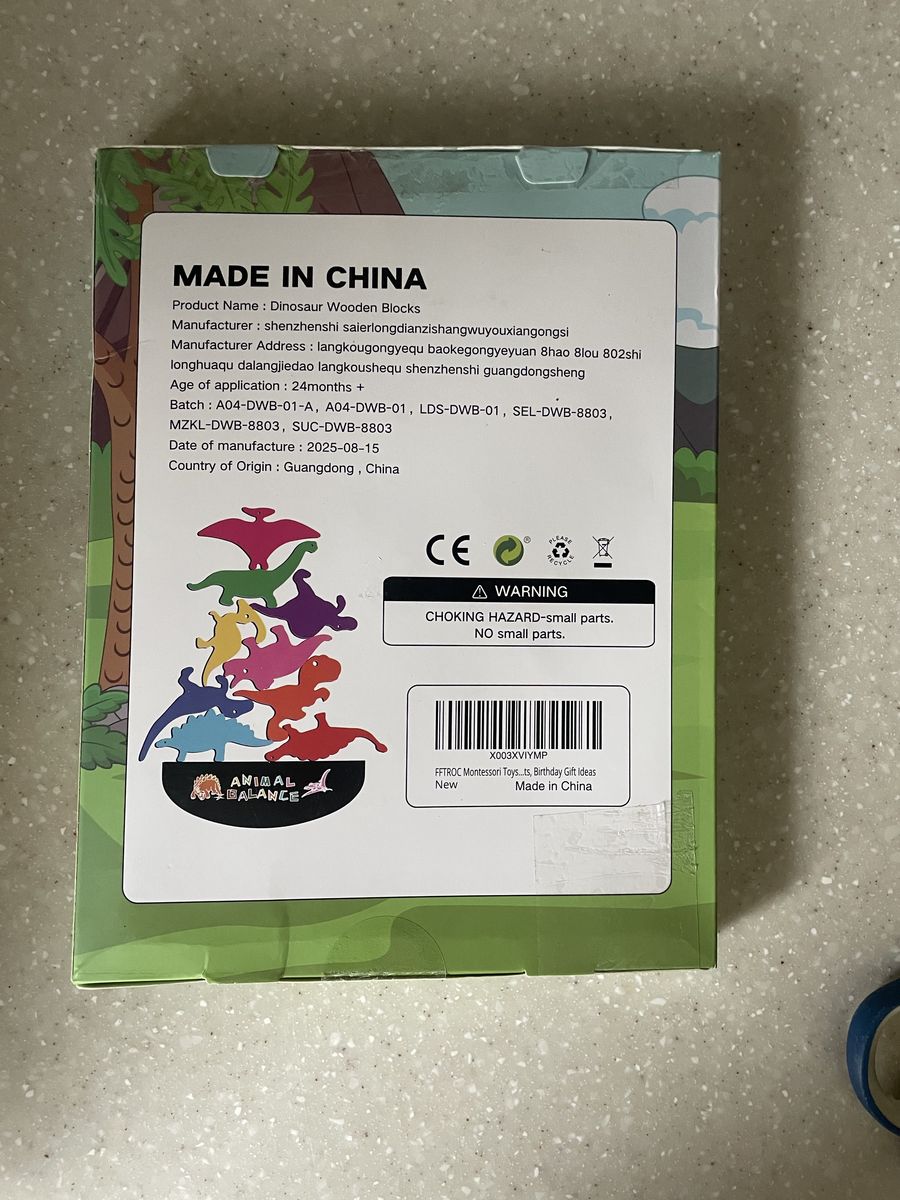 MADE IN CHINA
Product Name : Dinosaur Wooden Blocks
Manufacturer : shenzhenshi saierlongdianzishangwuyouxiangongsi
Manufacturer Address : langkougongyequ baokegongyeyuan 8hao 8lou 802shi
longhuaqu dalangjiedao langkoushequ shenzhenshi guangdongsheng
Age of application : 24months +
Batch : A04-DWB-01-A, A04-DWB-01, LDS-DWB-01, SEL-DWB-8803,
MZKL-DWB-8803, SUC-DWB-8803
Date of manufacture : 2025-08-15
Country of Origin : Guangdong , China
CE
®
PLEASE RECYCLE
WARNING
CHOKING HAZARD-small parts.
NO small parts.
X003XVIYMP
FFTROC Montessori Toys...ts, Birthday Gift Ideas
New Made in China
ANIMAL
BALANCE